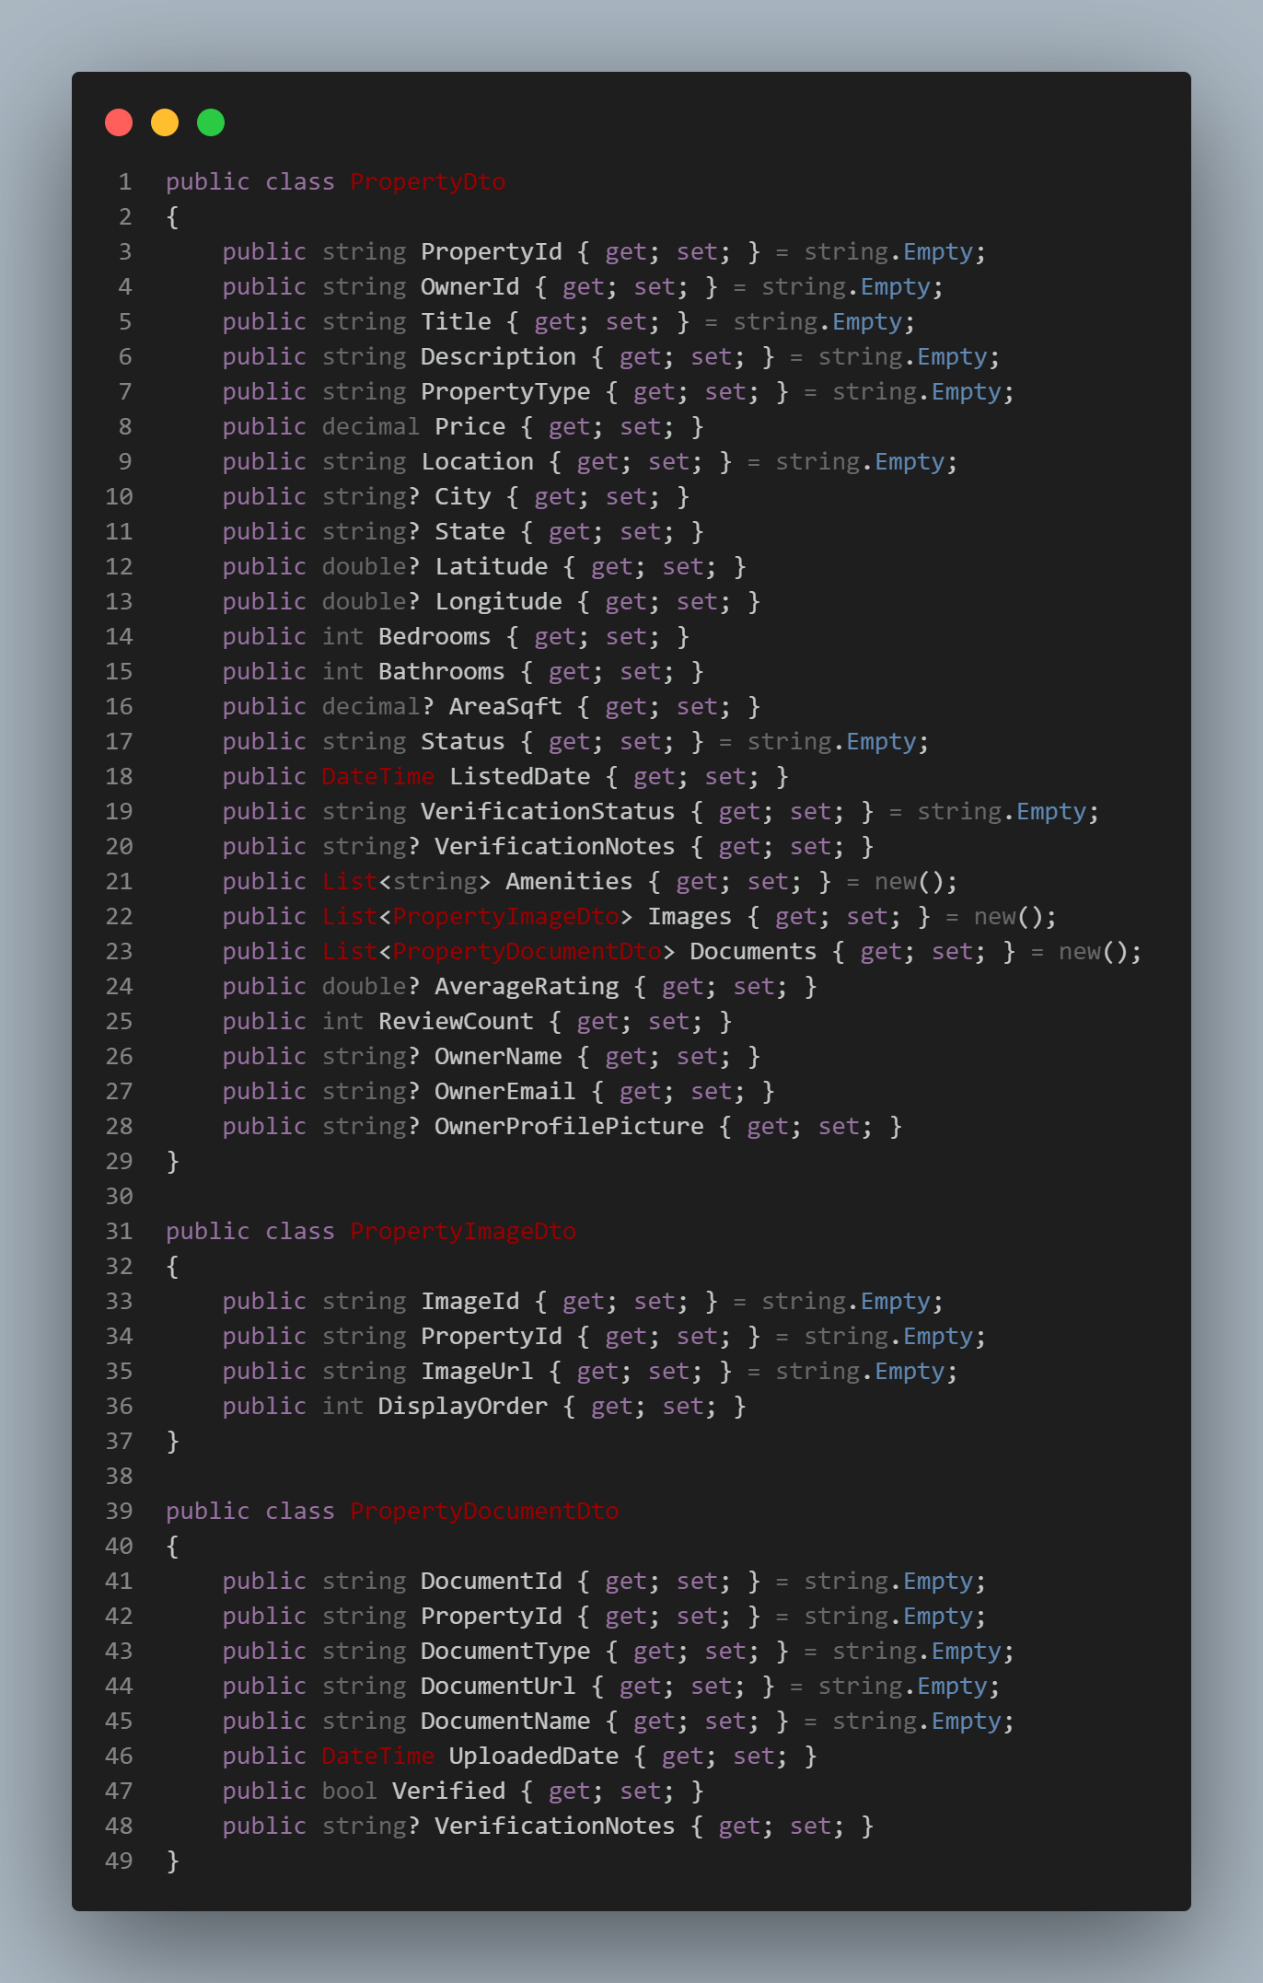 1 public class PropertyDto
2 {
3     public string PropertyId { get; set; } = string.Empty;
4     public string OwnerId { get; set; } = string.Empty;
5     public string Title { get; set; } = string.Empty;
6     public string Description { get; set; } = string.Empty;
7     public string PropertyType { get; set; } = string.Empty;
8     public decimal Price { get; set; }
9     public string Location { get; set; } = string.Empty;
10     public string? City { get; set; }
11     public string? State { get; set; }
12     public double? Latitude { get; set; }
13     public double? Longitude { get; set; }
14     public int Bedrooms { get; set; }
15     public int Bathrooms { get; set; }
16     public decimal? AreaSqft { get; set; }
17     public string Status { get; set; } = string.Empty;
18     public DateTime ListedDate { get; set; }
19     public string VerificationStatus { get; set; } = string.Empty;
20     public string? VerificationNotes { get; set; }
21     public List<string> Amenities { get; set; } = new();
22     public List<PropertyImageDto> Images { get; set; } = new();
23     public List<PropertyDocumentDto> Documents { get; set; } = new();
24     public double? AverageRating { get; set; }
25     public int ReviewCount { get; set; }
26     public string? OwnerName { get; set; }
27     public string? OwnerEmail { get; set; }
28     public string? OwnerProfilePicture { get; set; }
29 }
30
31 public class PropertyImageDto
32 {
33     public string ImageId { get; set; } = string.Empty;
34     public string PropertyId { get; set; } = string.Empty;
35     public string ImageUrl { get; set; } = string.Empty;
36     public int DisplayOrder { get; set; }
37 }
38
39 public class PropertyDocumentDto
40 {
41     public string DocumentId { get; set; } = string.Empty;
42     public string PropertyId { get; set; } = string.Empty;
43     public string DocumentType { get; set; } = string.Empty;
44     public string DocumentUrl { get; set; } = string.Empty;
45     public string DocumentName { get; set; } = string.Empty;
46     public DateTime UploadedDate { get; set; }
47     public bool Verified { get; set; }
48     public string? VerificationNotes { get; set; }
49 }